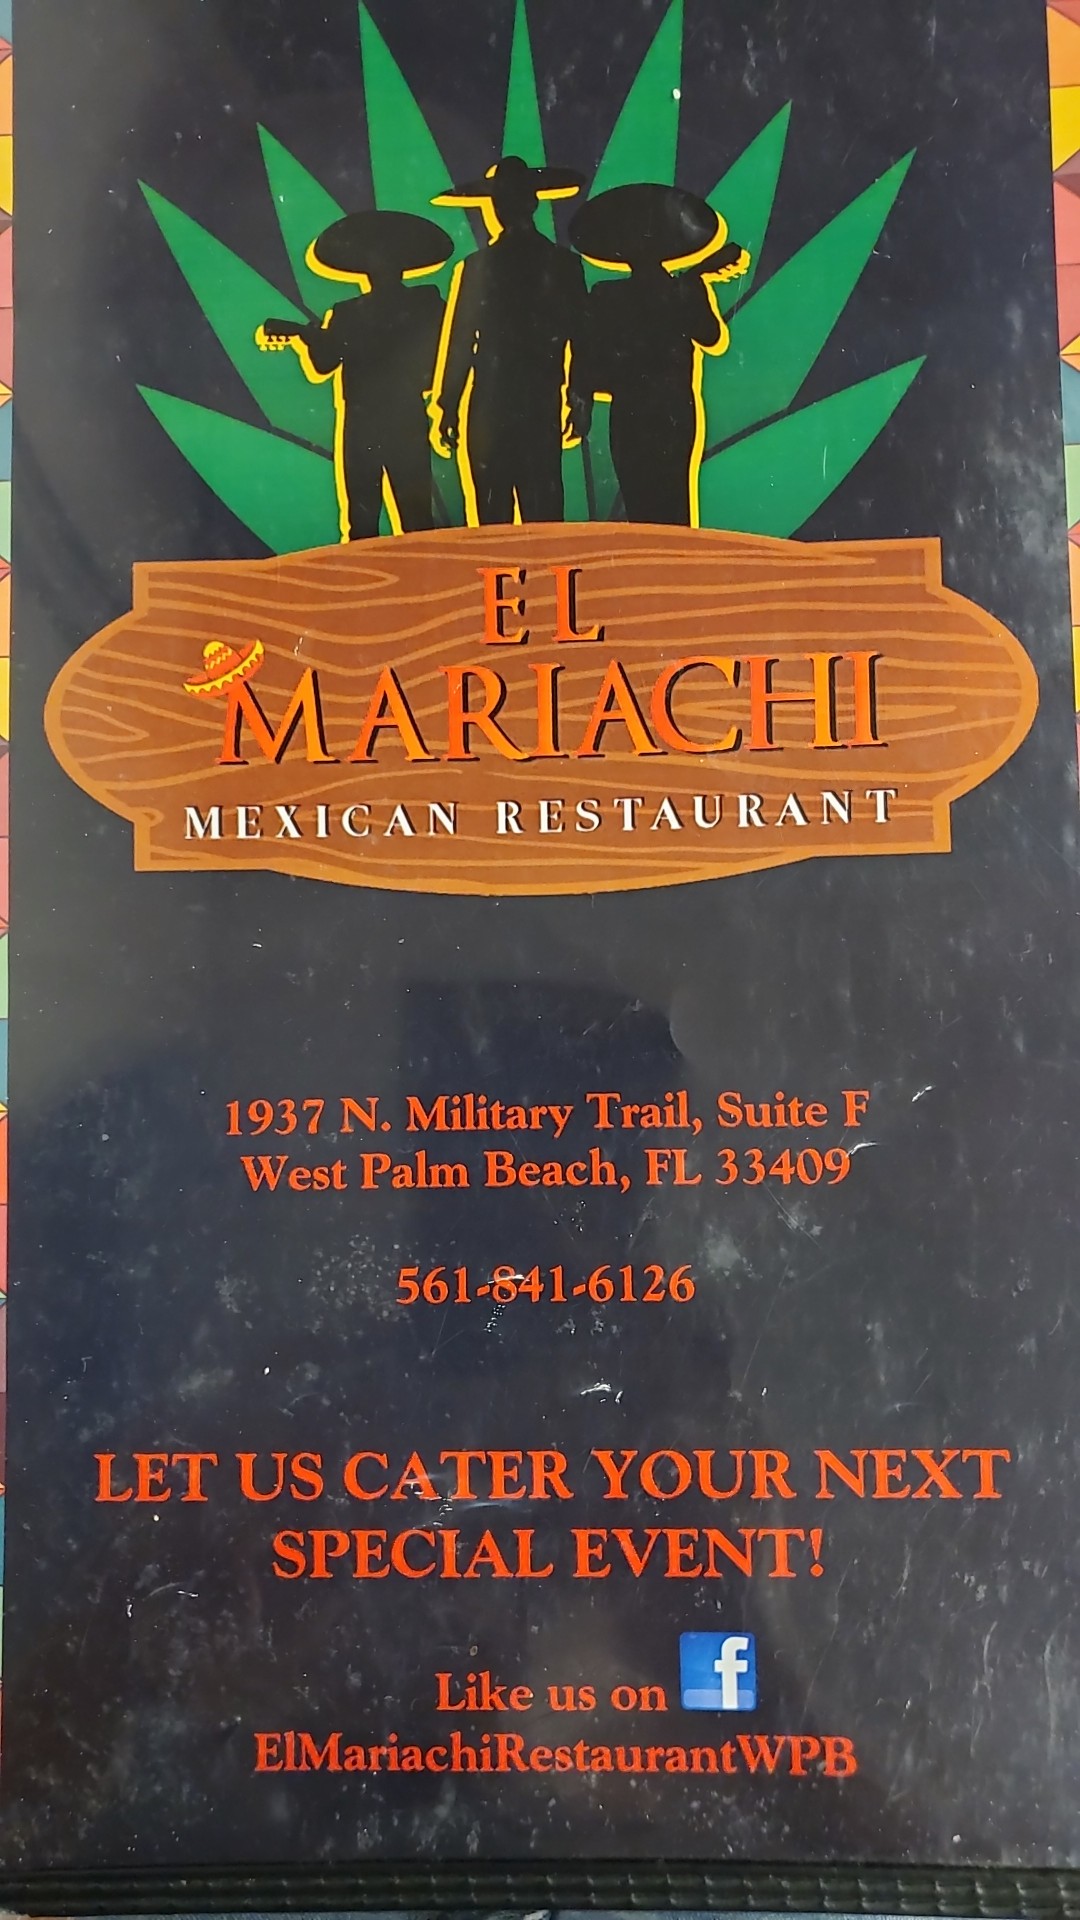 EL
MARIACHI
MEXICAN RESTAURANT
1937 N. Military Trail, Suite F
West Palm Beach, FL 33409
561-841-6126
LET US CATER YOUR NEXT
SPECIAL EVENT!
Like us on f
ElMariachiRestaurantWPB